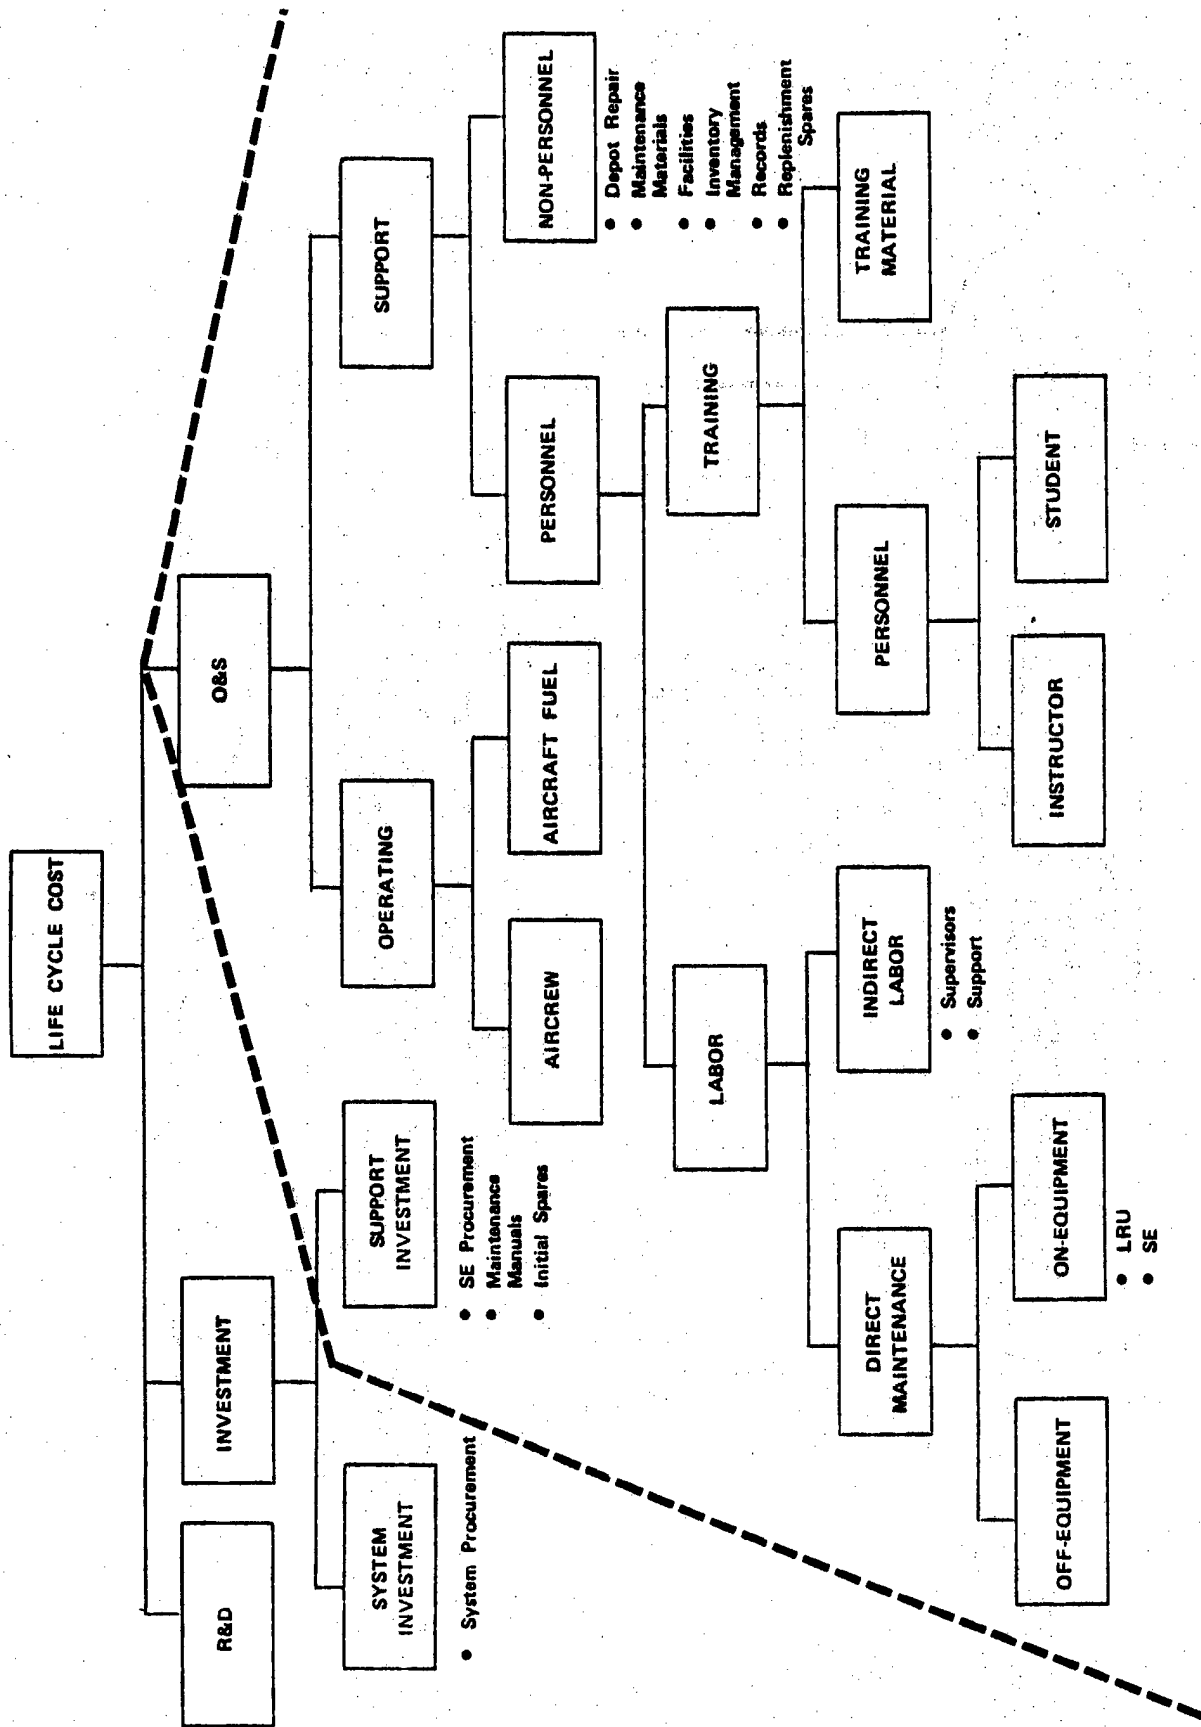 LIFE CYCLE COST
R&D
INVESTMENT
O&S
SYSTEM
INVESTMENT
• System Procurement
SUPPORT
INVESTMENT
• SE Procurement
• Maintenance
Manuals
• Initial Spares
OPERATING
SUPPORT
AIRCREW
AIRCRAFT FUEL
PERSONNEL
NON-PERSONNEL
• Depot Repair
• Maintenance
Materials
• Facilities
• Inventory
Management
• Records
• Replenishment
Spares
LABOR
TRAINING
DIRECT
MAINTENANCE
INDIRECT
LABOR
• Supervisors
• Support
PERSONNEL
TRAINING
MATERIAL
OFF-EQUIPMENT
ON-EQUIPMENT
• LRU
• SE
INSTRUCTOR
STUDENT